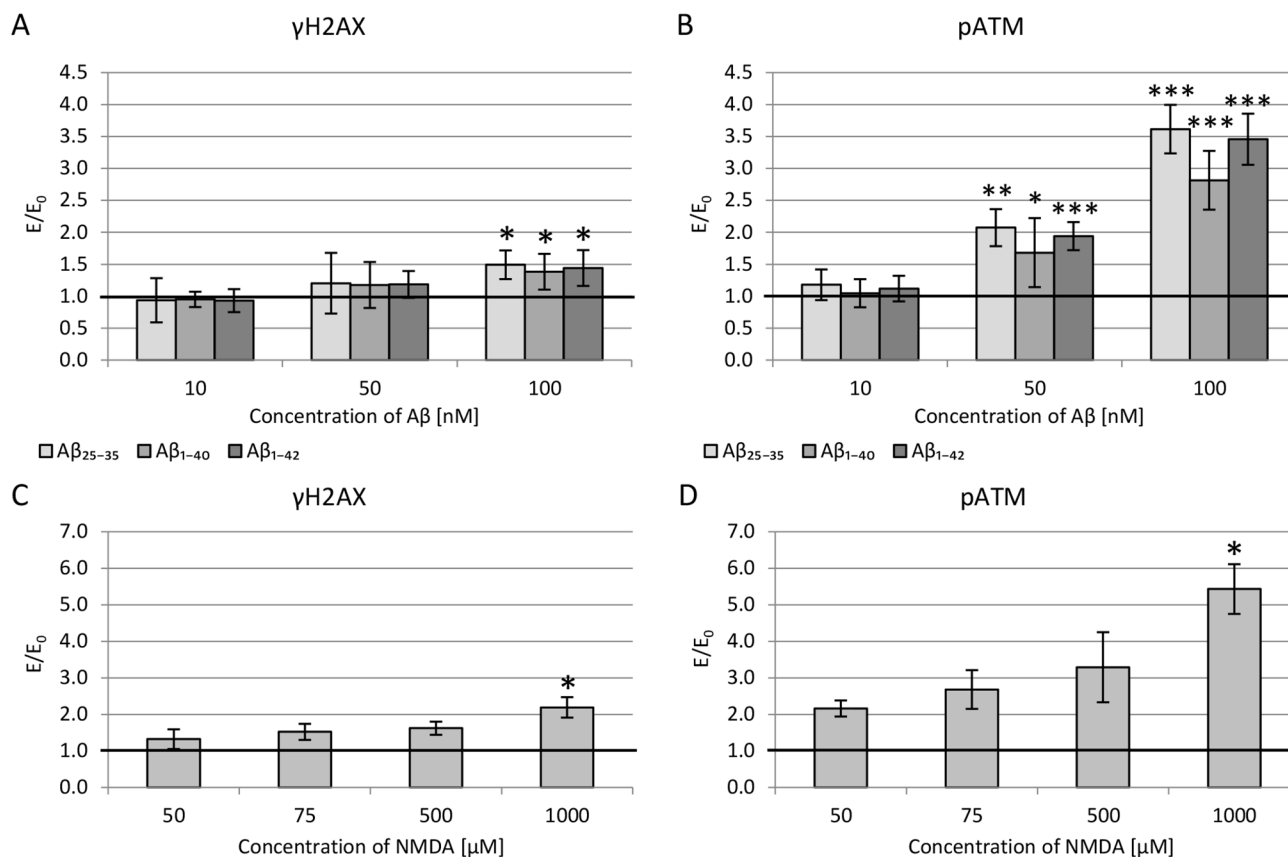 A
γH2AX
4.5
4.0
3.5
3.0
2.5
2.0
1.5
1.0
0.5
0.0
E/E₀
* * *
10 50 100
Concentration of Aβ [nM]
Aβ₂₅₋₃₅ Aβ₁₋₄₀ Aβ₁₋₄₂
B
pATM
4.5
4.0
3.5
3.0
2.5
2.0
1.5
1.0
0.5
0.0
E/E₀
** * *** *** *** ***
10 50 100
Concentration of Aβ [nM]
Aβ₂₅₋₃₅ Aβ₁₋₄₀ Aβ₁₋₄₂
C
γH2AX
7.0
6.0
5.0
4.0
3.0
2.0
1.0
0.0
E/E₀
*
50 75 500 1000
Concentration of NMDA [μM]
D
pATM
7.0
6.0
5.0
4.0
3.0
2.0
1.0
0.0
E/E₀
*
50 75 500 1000
Concentration of NMDA [μM]